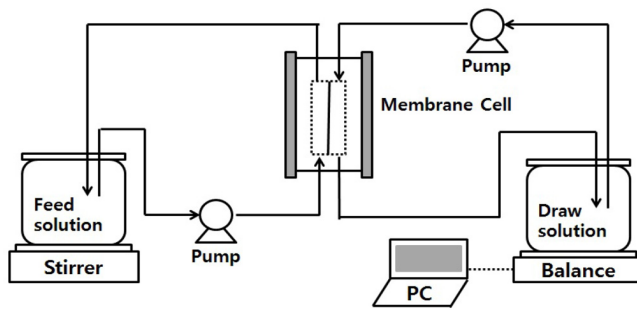 Pump
Membrane Cell
Feed
solution
Draw
solution
Pump
Stirrer
PC
Balance